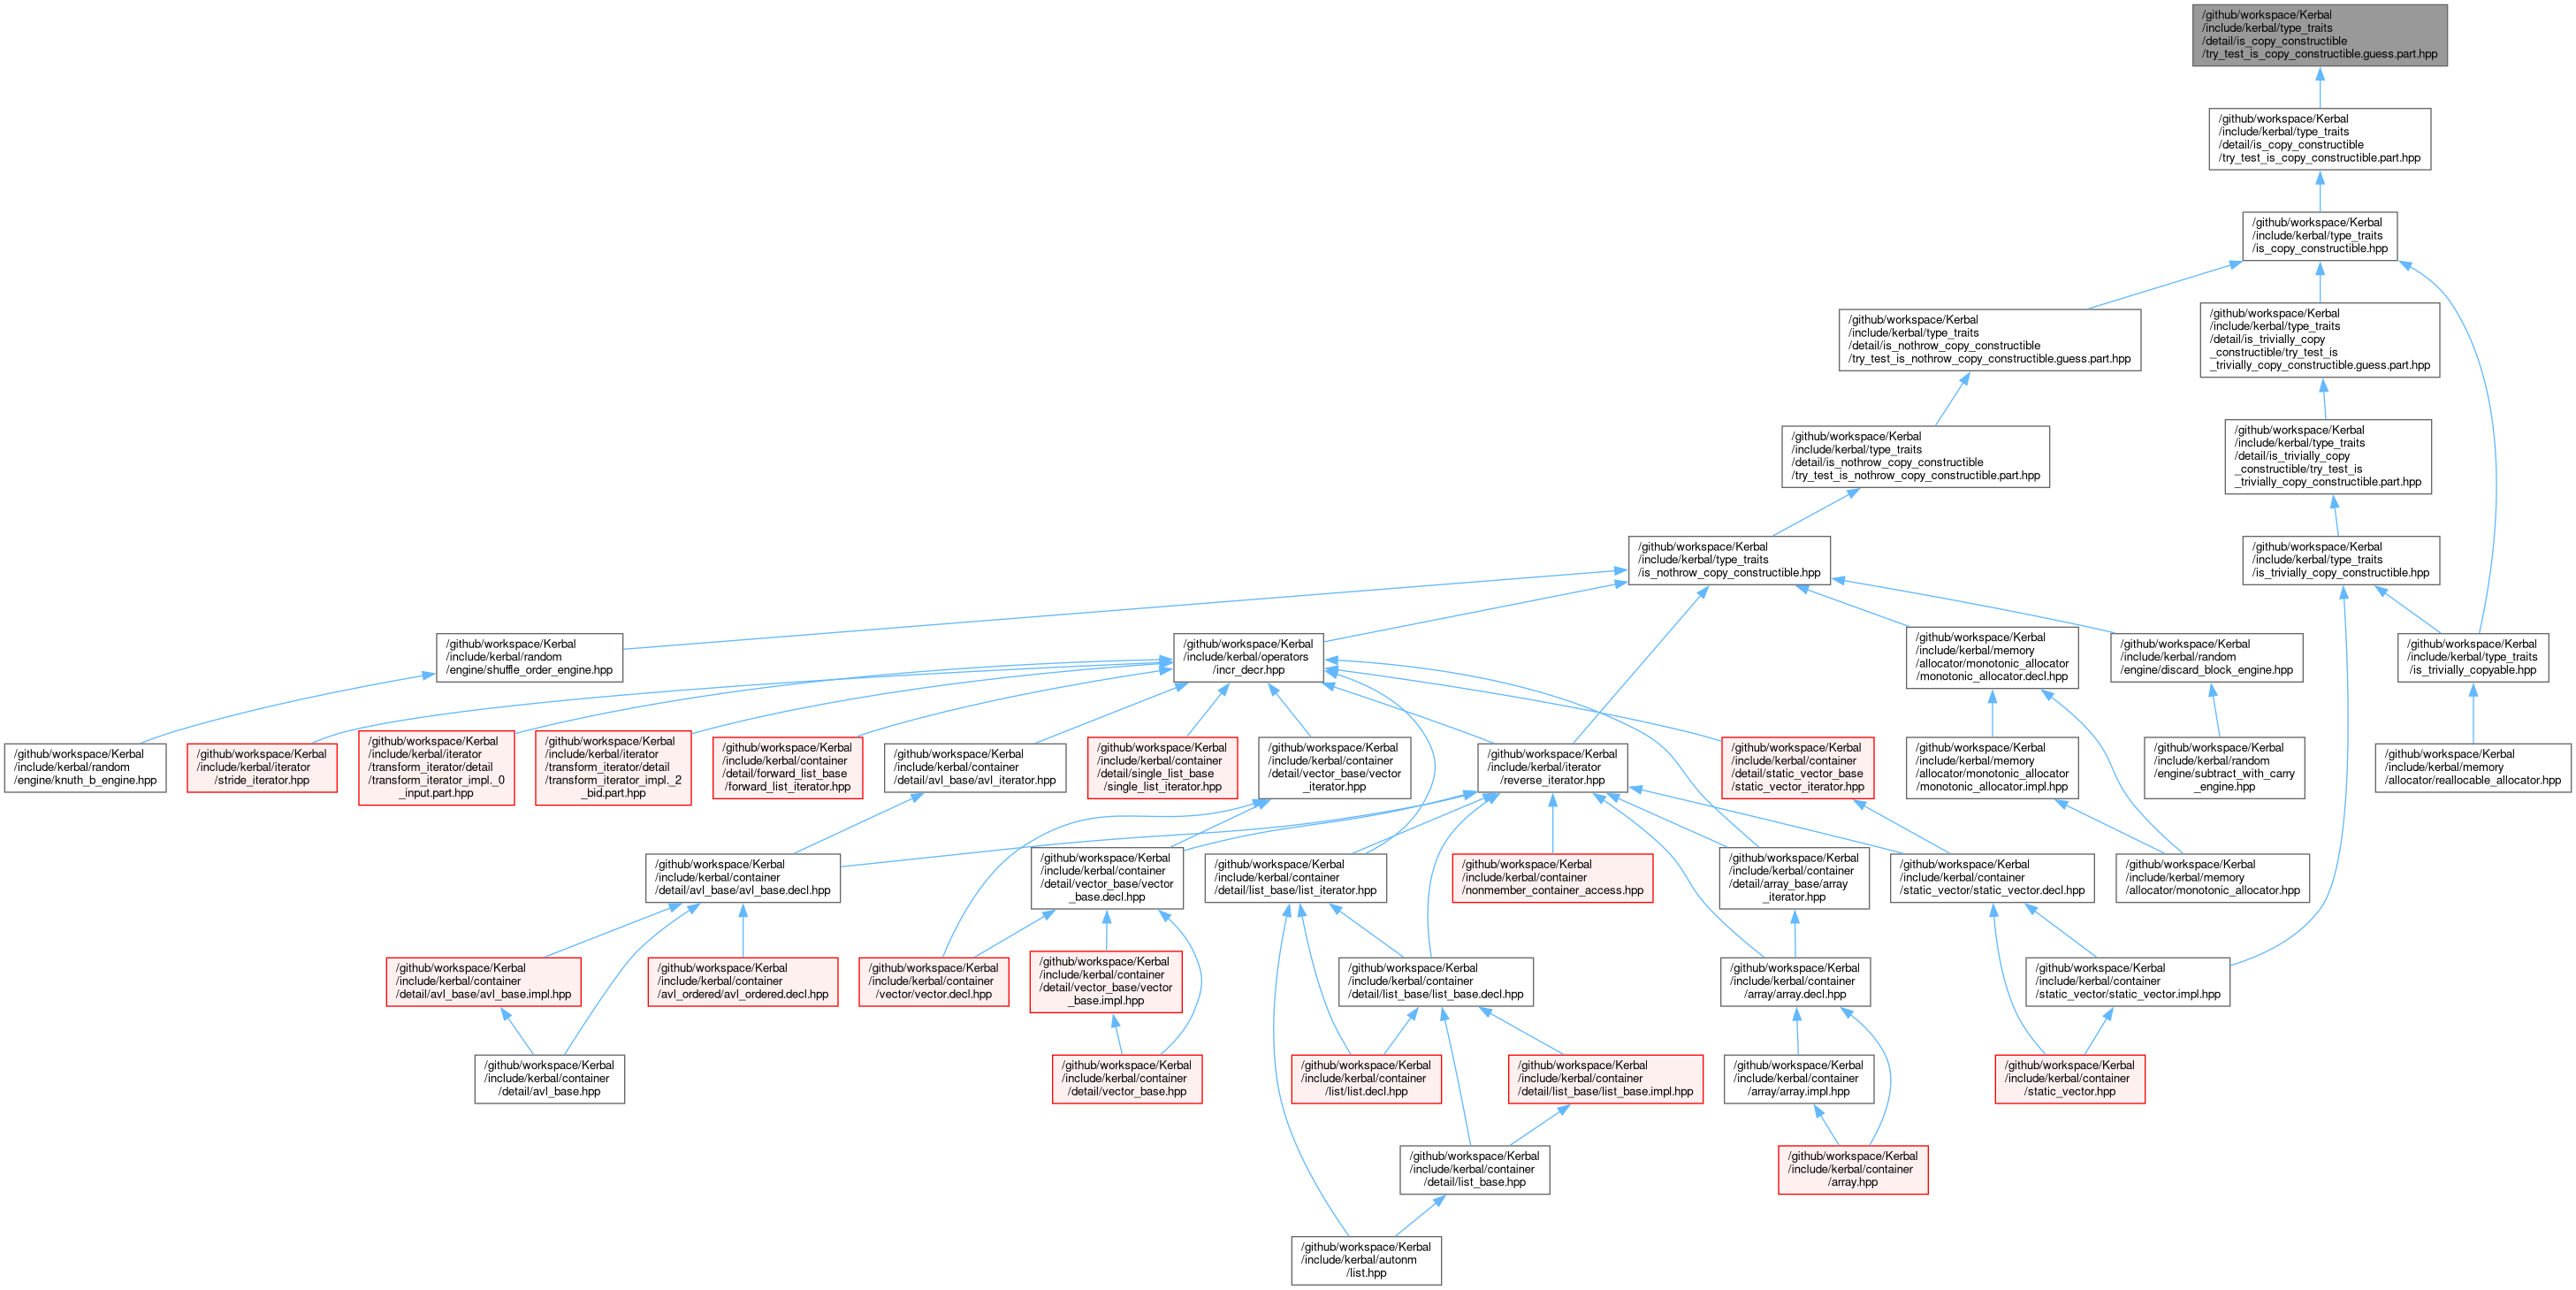 /github/workspace/Kerbal
/include/kerbal/type_traits
/detail/is_copy_constructible
/try_test_is_copy_constructible.guess.part.hpp
/github/workspace/Kerbal
/include/kerbal/type_traits
/detail/is_copy_constructible
/try_test_is_copy_constructible.part.hpp
/github/workspace/Kerbal
/include/kerbal/type_traits
/is_copy_constructible.hpp
/github/workspace/Kerbal
/include/kerbal/type_traits
/detail/is_nothrow_copy_constructible
/try_test_is_nothrow_copy_constructible.guess.part.hpp
/github/workspace/Kerbal
/include/kerbal/type_traits
/detail/is_trivially_copy
_constructible/try_test_is
_trivially_copy_constructible.guess.part.hpp
/github/workspace/Kerbal
/include/kerbal/type_traits
/detail/is_nothrow_copy_constructible
/try_test_is_nothrow_copy_constructible.part.hpp
/github/workspace/Kerbal
/include/kerbal/type_traits
/detail/is_trivially_copy
_constructible/try_test_is
_trivially_copy_constructible.part.hpp
/github/workspace/Kerbal
/include/kerbal/type_traits
/is_nothrow_copy_constructible.hpp
/github/workspace/Kerbal
/include/kerbal/type_traits
/is_trivially_copy_constructible.hpp
/github/workspace/Kerbal
/include/kerbal/random
/engine/shuffle_order_engine.hpp
/github/workspace/Kerbal
/include/kerbal/operators
/incr_decr.hpp
/github/workspace/Kerbal
/include/kerbal/memory
/allocator/monotonic_allocator
/monotonic_allocator.decl.hpp
/github/workspace/Kerbal
/include/kerbal/random
/engine/discard_block_engine.hpp
/github/workspace/Kerbal
/include/kerbal/type_traits
/is_trivially_copyable.hpp
/github/workspace/Kerbal
/include/kerbal/random
/engine/knuth_b_engine.hpp
/github/workspace/Kerbal
/include/kerbal/iterator
/stride_iterator.hpp
/github/workspace/Kerbal
/include/kerbal/iterator
/transform_iterator/detail
/transform_iterator_impl._0
_input.part.hpp
/github/workspace/Kerbal
/include/kerbal/iterator
/transform_iterator/detail
/transform_iterator_impl._2
_bid.part.hpp
/github/workspace/Kerbal
/include/kerbal/container
/detail/forward_list_base
/forward_list_iterator.hpp
/github/workspace/Kerbal
/include/kerbal/container
/detail/avl_base/avl_iterator.hpp
/github/workspace/Kerbal
/include/kerbal/container
/detail/single_list_base
/single_list_iterator.hpp
/github/workspace/Kerbal
/include/kerbal/container
/detail/vector_base/vector
_iterator.hpp
/github/workspace/Kerbal
/include/kerbal/iterator
/reverse_iterator.hpp
/github/workspace/Kerbal
/include/kerbal/container
/detail/static_vector_base
/static_vector_iterator.hpp
/github/workspace/Kerbal
/include/kerbal/memory
/allocator/monotonic_allocator
/monotonic_allocator.impl.hpp
/github/workspace/Kerbal
/include/kerbal/random
/engine/subtract_with_carry
_engine.hpp
/github/workspace/Kerbal
/include/kerbal/memory
/allocator/reallocable_allocator.hpp
/github/workspace/Kerbal
/include/kerbal/container
/detail/avl_base/avl_base.decl.hpp
/github/workspace/Kerbal
/include/kerbal/container
/detail/vector_base/vector
_base.decl.hpp
/github/workspace/Kerbal
/include/kerbal/container
/detail/list_base/list_iterator.hpp
/github/workspace/Kerbal
/include/kerbal/container
/nonmember_container_access.hpp
/github/workspace/Kerbal
/include/kerbal/container
/detail/array_base/array
_iterator.hpp
/github/workspace/Kerbal
/include/kerbal/container
/static_vector/static_vector.decl.hpp
/github/workspace/Kerbal
/include/kerbal/memory
/allocator/monotonic_allocator.hpp
/github/workspace/Kerbal
/include/kerbal/container
/detail/avl_base/avl_base.impl.hpp
/github/workspace/Kerbal
/include/kerbal/container
/avl_ordered/avl_ordered.decl.hpp
/github/workspace/Kerbal
/include/kerbal/container
/vector/vector.decl.hpp
/github/workspace/Kerbal
/include/kerbal/container
/detail/vector_base/vector
_base.impl.hpp
/github/workspace/Kerbal
/include/kerbal/container
/detail/list_base/list_base.decl.hpp
/github/workspace/Kerbal
/include/kerbal/container
/array/array.decl.hpp
/github/workspace/Kerbal
/include/kerbal/container
/static_vector/static_vector.impl.hpp
/github/workspace/Kerbal
/include/kerbal/container
/detail/avl_base.hpp
/github/workspace/Kerbal
/include/kerbal/container
/detail/vector_base.hpp
/github/workspace/Kerbal
/include/kerbal/container
/list/list.decl.hpp
/github/workspace/Kerbal
/include/kerbal/container
/detail/list_base/list_base.impl.hpp
/github/workspace/Kerbal
/include/kerbal/container
/array/array.impl.hpp
/github/workspace/Kerbal
/include/kerbal/container
/static_vector.hpp
/github/workspace/Kerbal
/include/kerbal/container
/detail/list_base.hpp
/github/workspace/Kerbal
/include/kerbal/container
/array.hpp
/github/workspace/Kerbal
/include/kerbal/autonm
/list.hpp